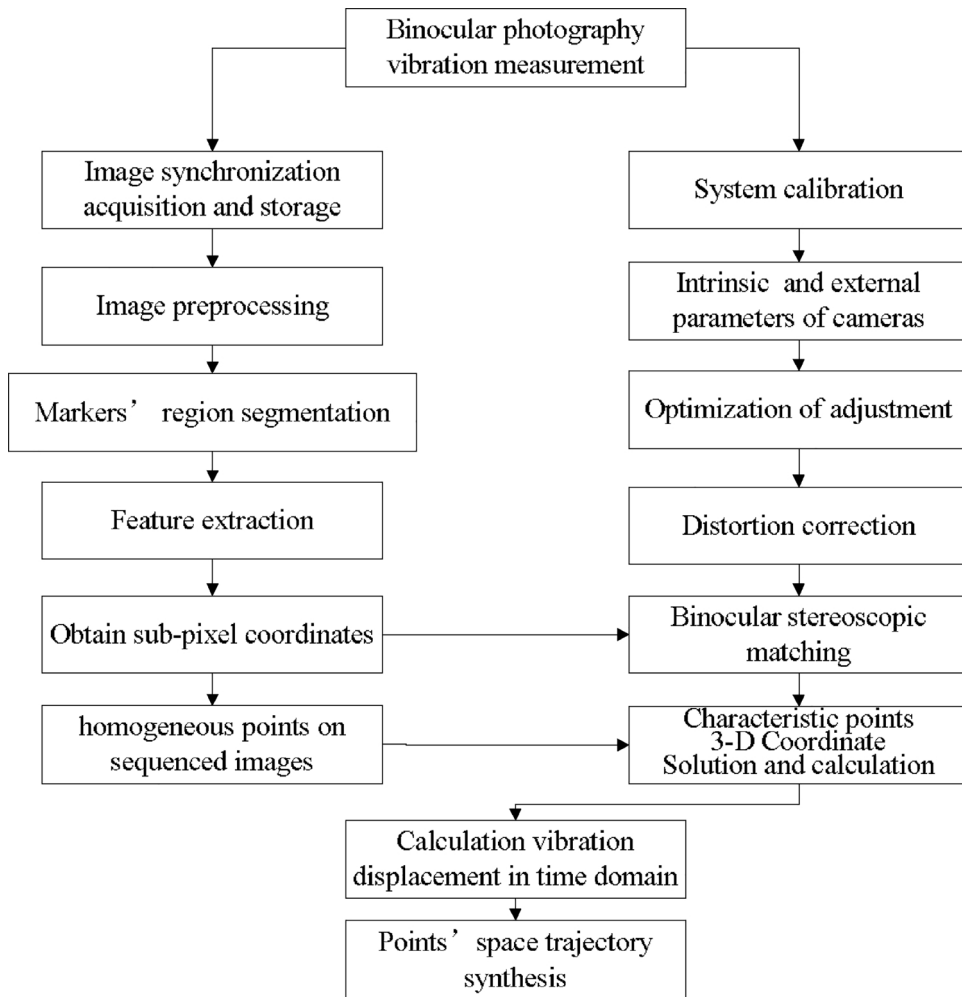 Binocular photography
vibration measurement
Image synchronization
acquisition and storage
Image preprocessing
Markers’ region segmentation
Feature extraction
Obtain sub-pixel coordinates
homogeneous points on
sequenced images
System calibration
Intrinsic and external
parameters of cameras
Optimization of adjustment
Distortion correction
Binocular stereoscopic
matching
Characteristic points
3-D Coordinate
Solution and calculation
Calculation vibration
displacement in time domain
Points’ space trajectory
synthesis